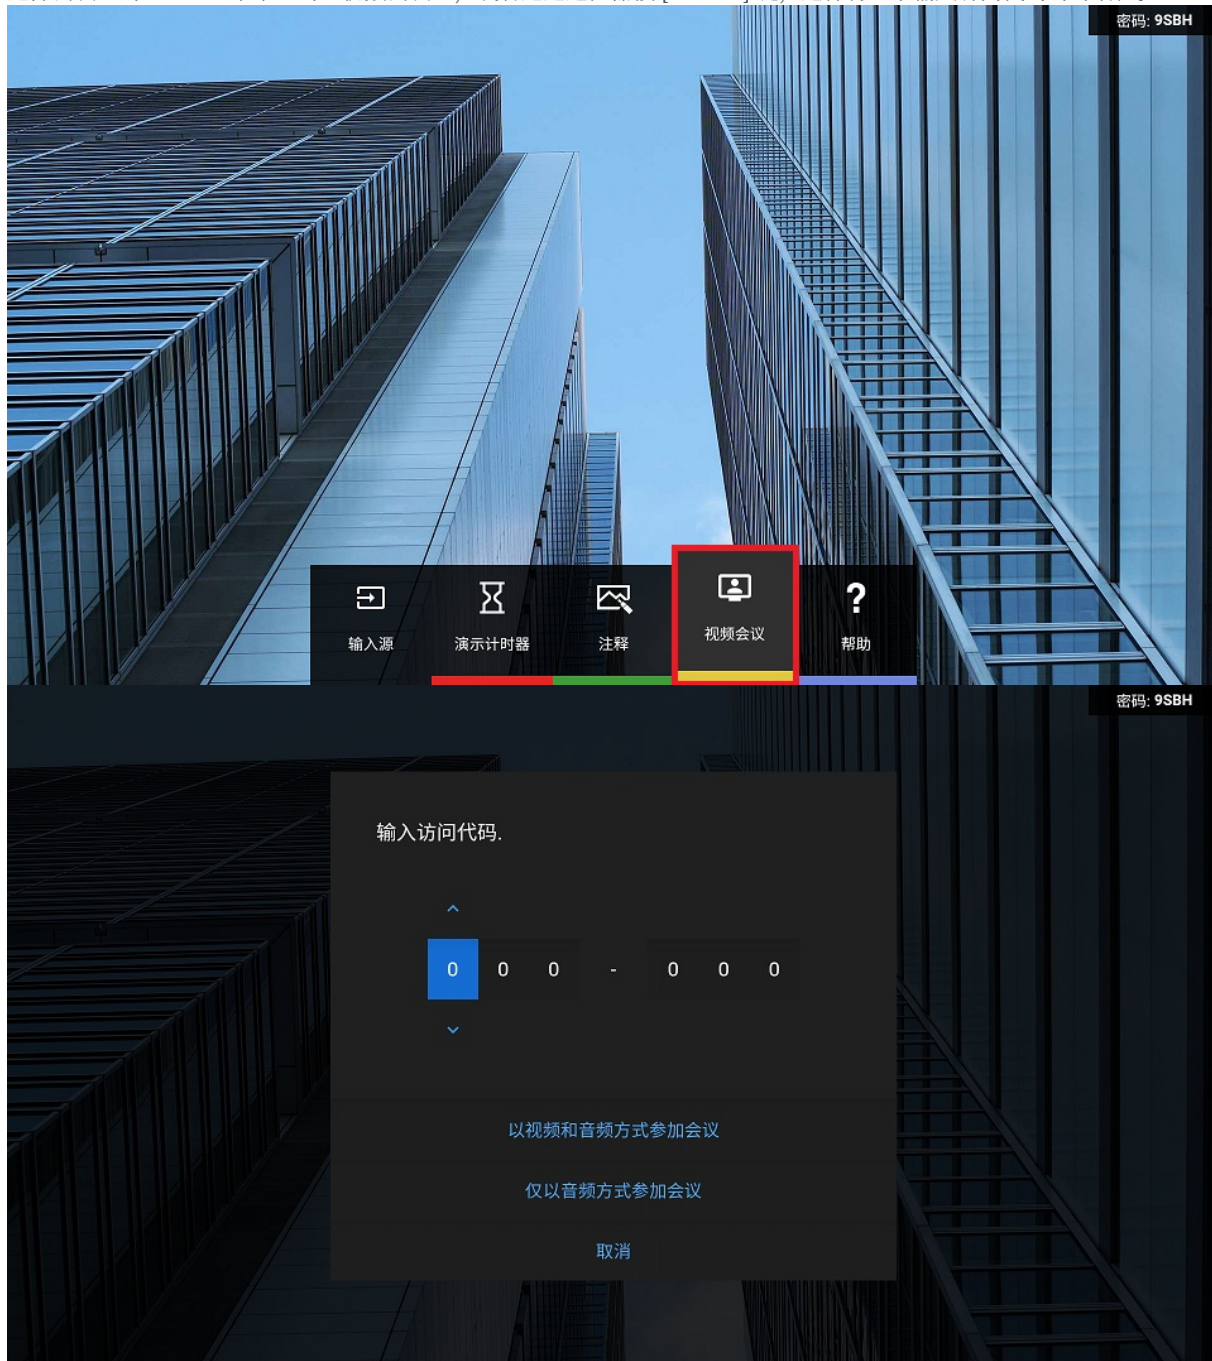 密码: 9SBH
输入源
演示计时器
注释
视频会议
?
帮助
密码: 9SBH
输入访问代码.
0 0 0 - 0 0 0
以视频和音频方式参加会议
仅以音频方式参加会议
取消